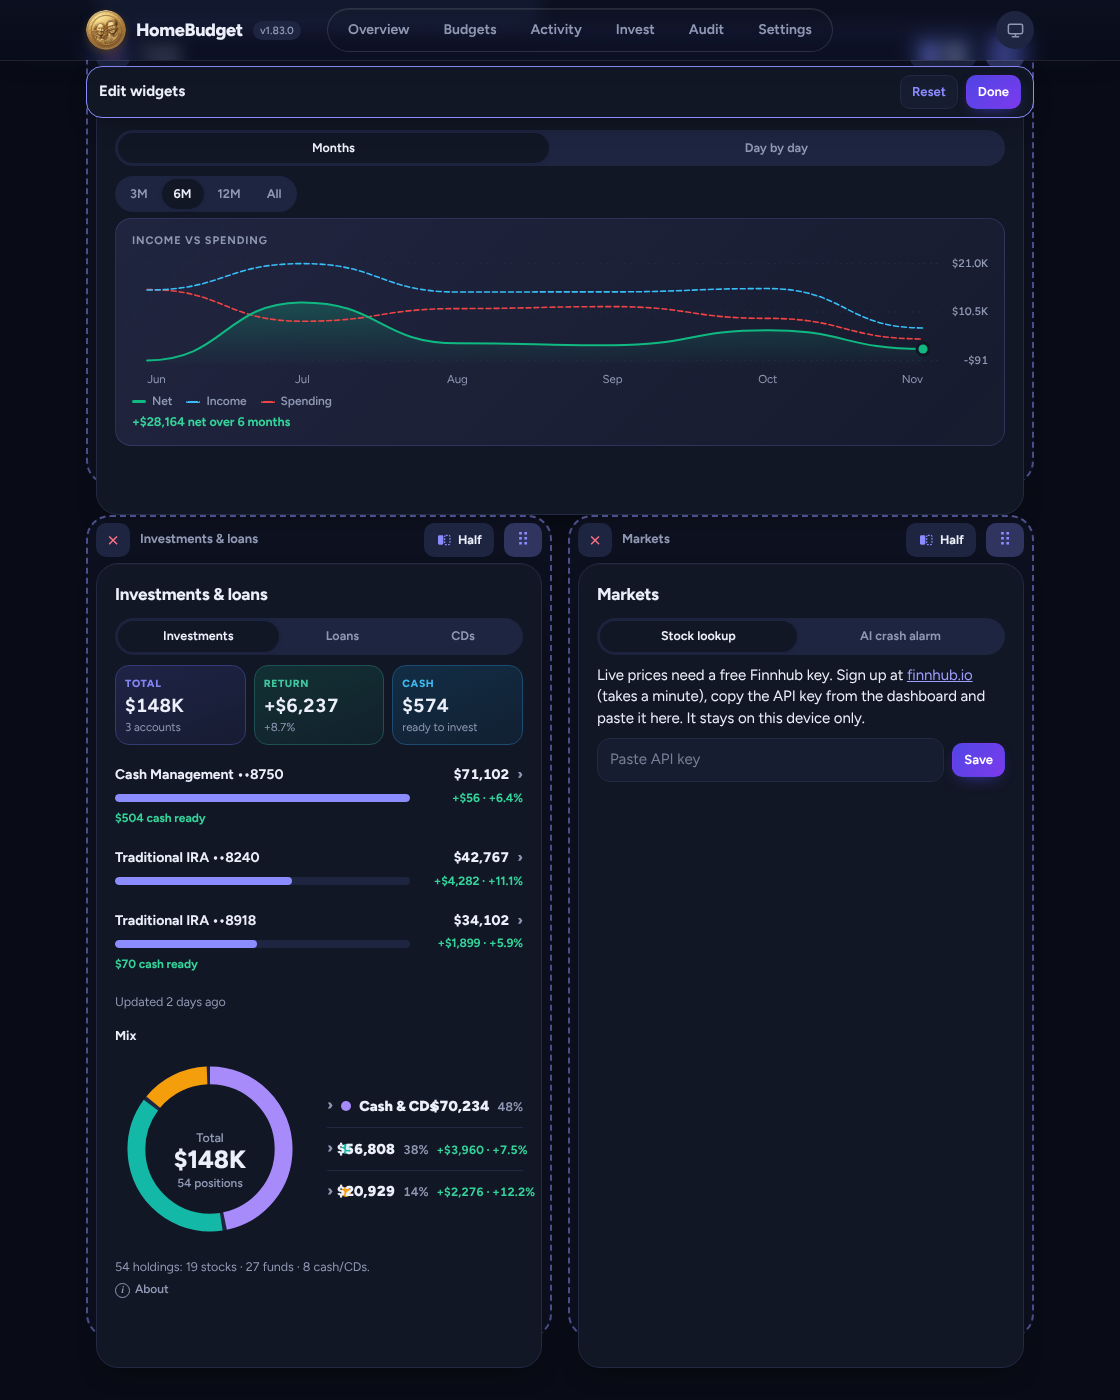 HomeBudget v1.83.0 Overview Budgets Activity Invest Audit Settings
Edit widgets Reset Done
Months Day by day
3M 6M 12M All
INCOME VS SPENDING
$21.0K
$10.5K
-$91
Jun Jul Aug Sep Oct Nov
Net Income Spending
+$28,164 net over 6 months
Investments & loans Half
Investments & loans
Investments Loans CDs
TOTAL
$148K
3 accounts
RETURN
+$6,237
+8.7%
CASH
$574
ready to invest
Cash Management ••8750 $71,102 ›
+$56 · +6.4%
$504 cash ready
Traditional IRA ••8240 $42,767 ›
+$4,282 · +11.1%
Traditional IRA ••8918 $34,102 ›
+$1,899 · +5.9%
$70 cash ready
Updated 2 days ago
Mix
Total
$148K
54 positions
› Cash & CDs $70,234 48%
› $56,808 38% +$3,960 · +7.5%
› $20,929 14% +$2,276 · +12.2%
54 holdings: 19 stocks · 27 funds · 8 cash/CDs.
About
Markets Half
Markets
Stock lookup AI crash alarm
Live prices need a free Finnhub key. Sign up at finnhub.io
(takes a minute), copy the API key from the dashboard and
paste it here. It stays on this device only.
Paste API key Save